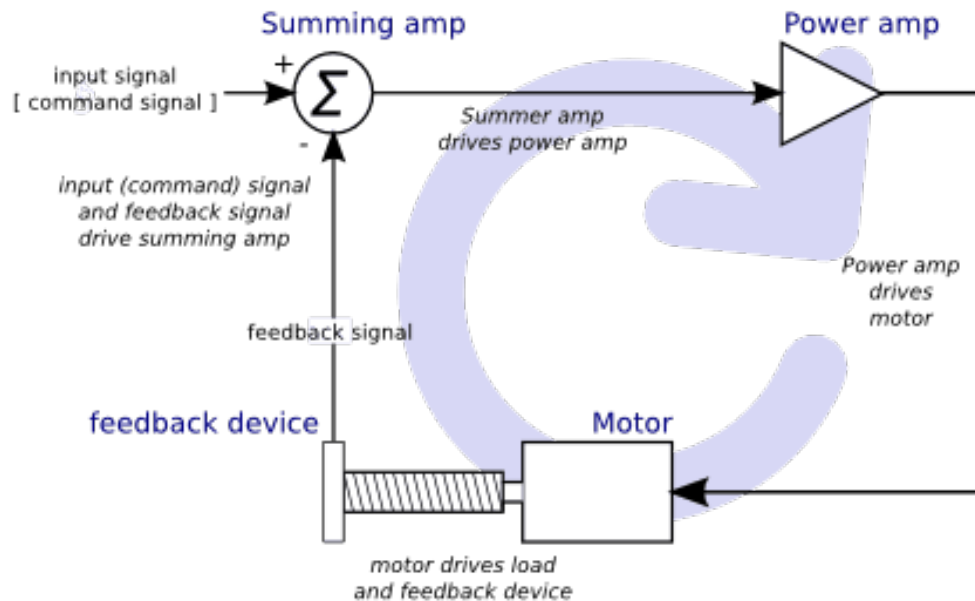 Summing amp
Power amp
input signal
[ command signal ]
+
Σ
-
Summer amp
drives power amp
input (command) signal
and feedback signal
drive summing amp
Power amp
drives
motor
feedback signal
feedback device
Motor
motor drives load
and feedback device